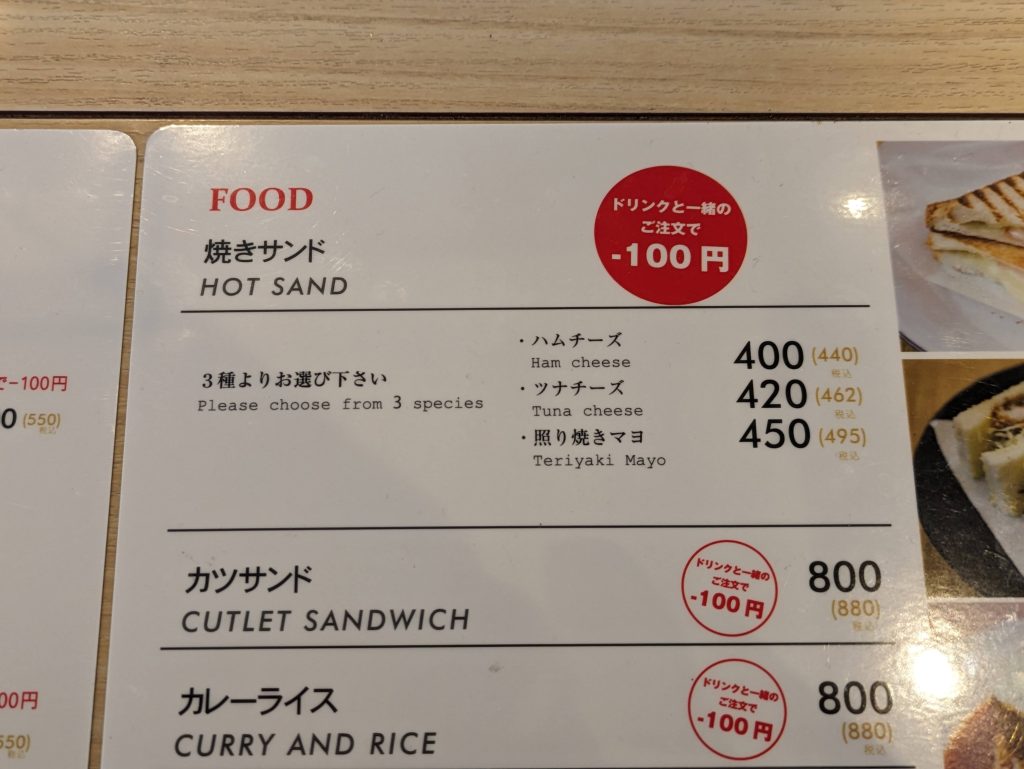 で-100円
0 (550)
税込
00円
550)
税込
FOOD
焼きサンド
HOT SAND
ドリンクと一緒の
ご注文で
-100円
3種よりお選び下さい
Please choose from 3 species
・ハムチーズ 400 (440)
Ham cheese 税込
・ツナチーズ 420 (462)
Tuna cheese 税込
・照り焼きマヨ 450 (495)
Teriyaki Mayo 税込
カツサンド
CUTLET SANDWICH
ドリンクと一緒の
ご注文で
-100円
800
(880)
税込
カレーライス
CURRY AND RICE
ドリンクと一緒の
ご注文で
-100円
800
(880)
税込